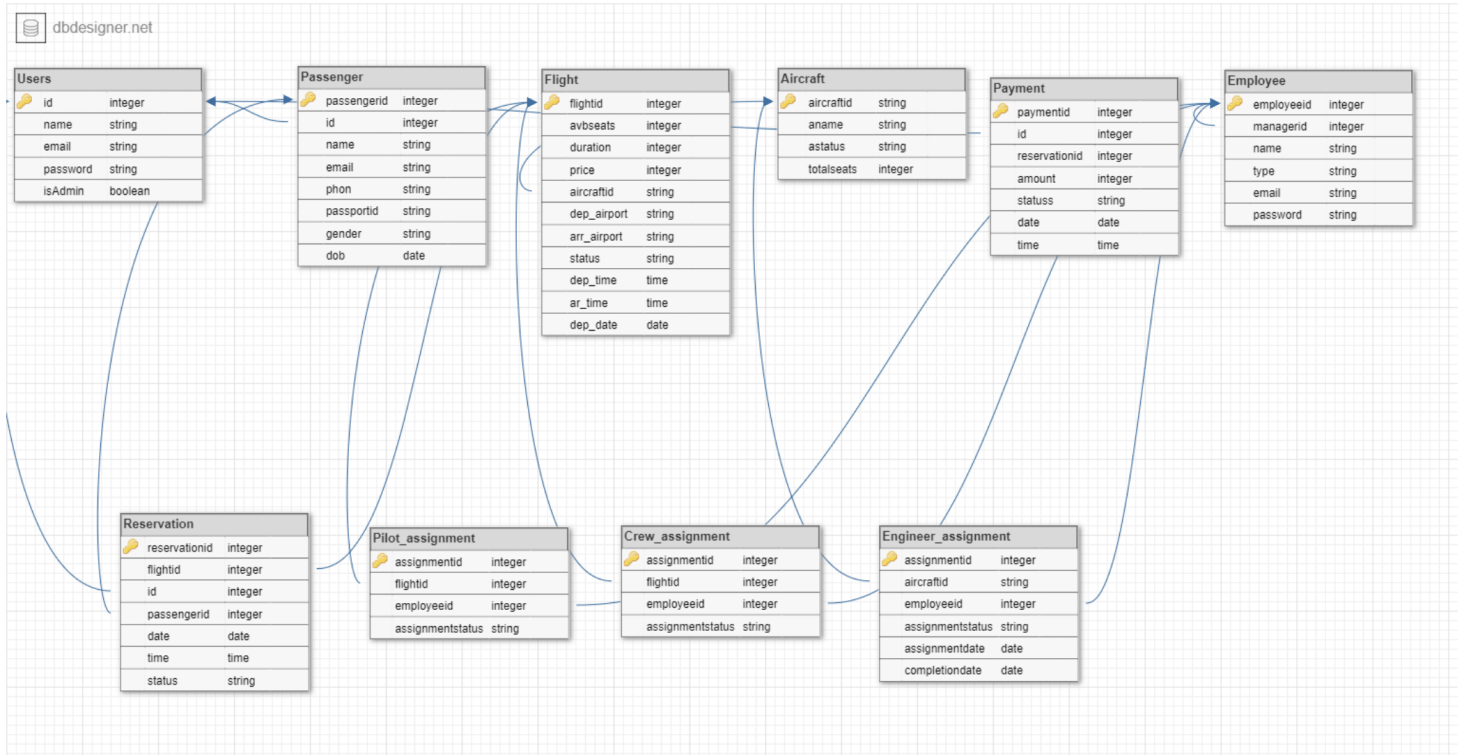 dbdesigner.net
Users
id integer
name string
email string
password string
isAdmin boolean
Passenger
passengerid integer
id integer
name string
email string
phon string
passportid string
gender string
dob date
Flight
flightid integer
avbseats integer
duration integer
price integer
aircraftid string
dep_airport string
arr_airport string
status string
dep_time time
ar_time time
dep_date date
Aircraft
aircraftid string
aname string
astatus string
totalseats integer
Payment
paymentid integer
id integer
reservationid integer
amount integer
statuss string
date date
time time
Employee
employeeid integer
managerid integer
name string
type string
email string
password string
Reservation
reservationid integer
flightid integer
id integer
passengerid integer
date date
time time
status string
Pilot_assignment
assignmentid integer
flightid integer
employeeid integer
assignmentstatus string
Crew_assignment
assignmentid integer
flightid integer
employeeid integer
assignmentstatus string
Engineer_assignment
assignmentid integer
aircraftid string
employeeid integer
assignmentstatus string
assignmentdate date
completiondate date